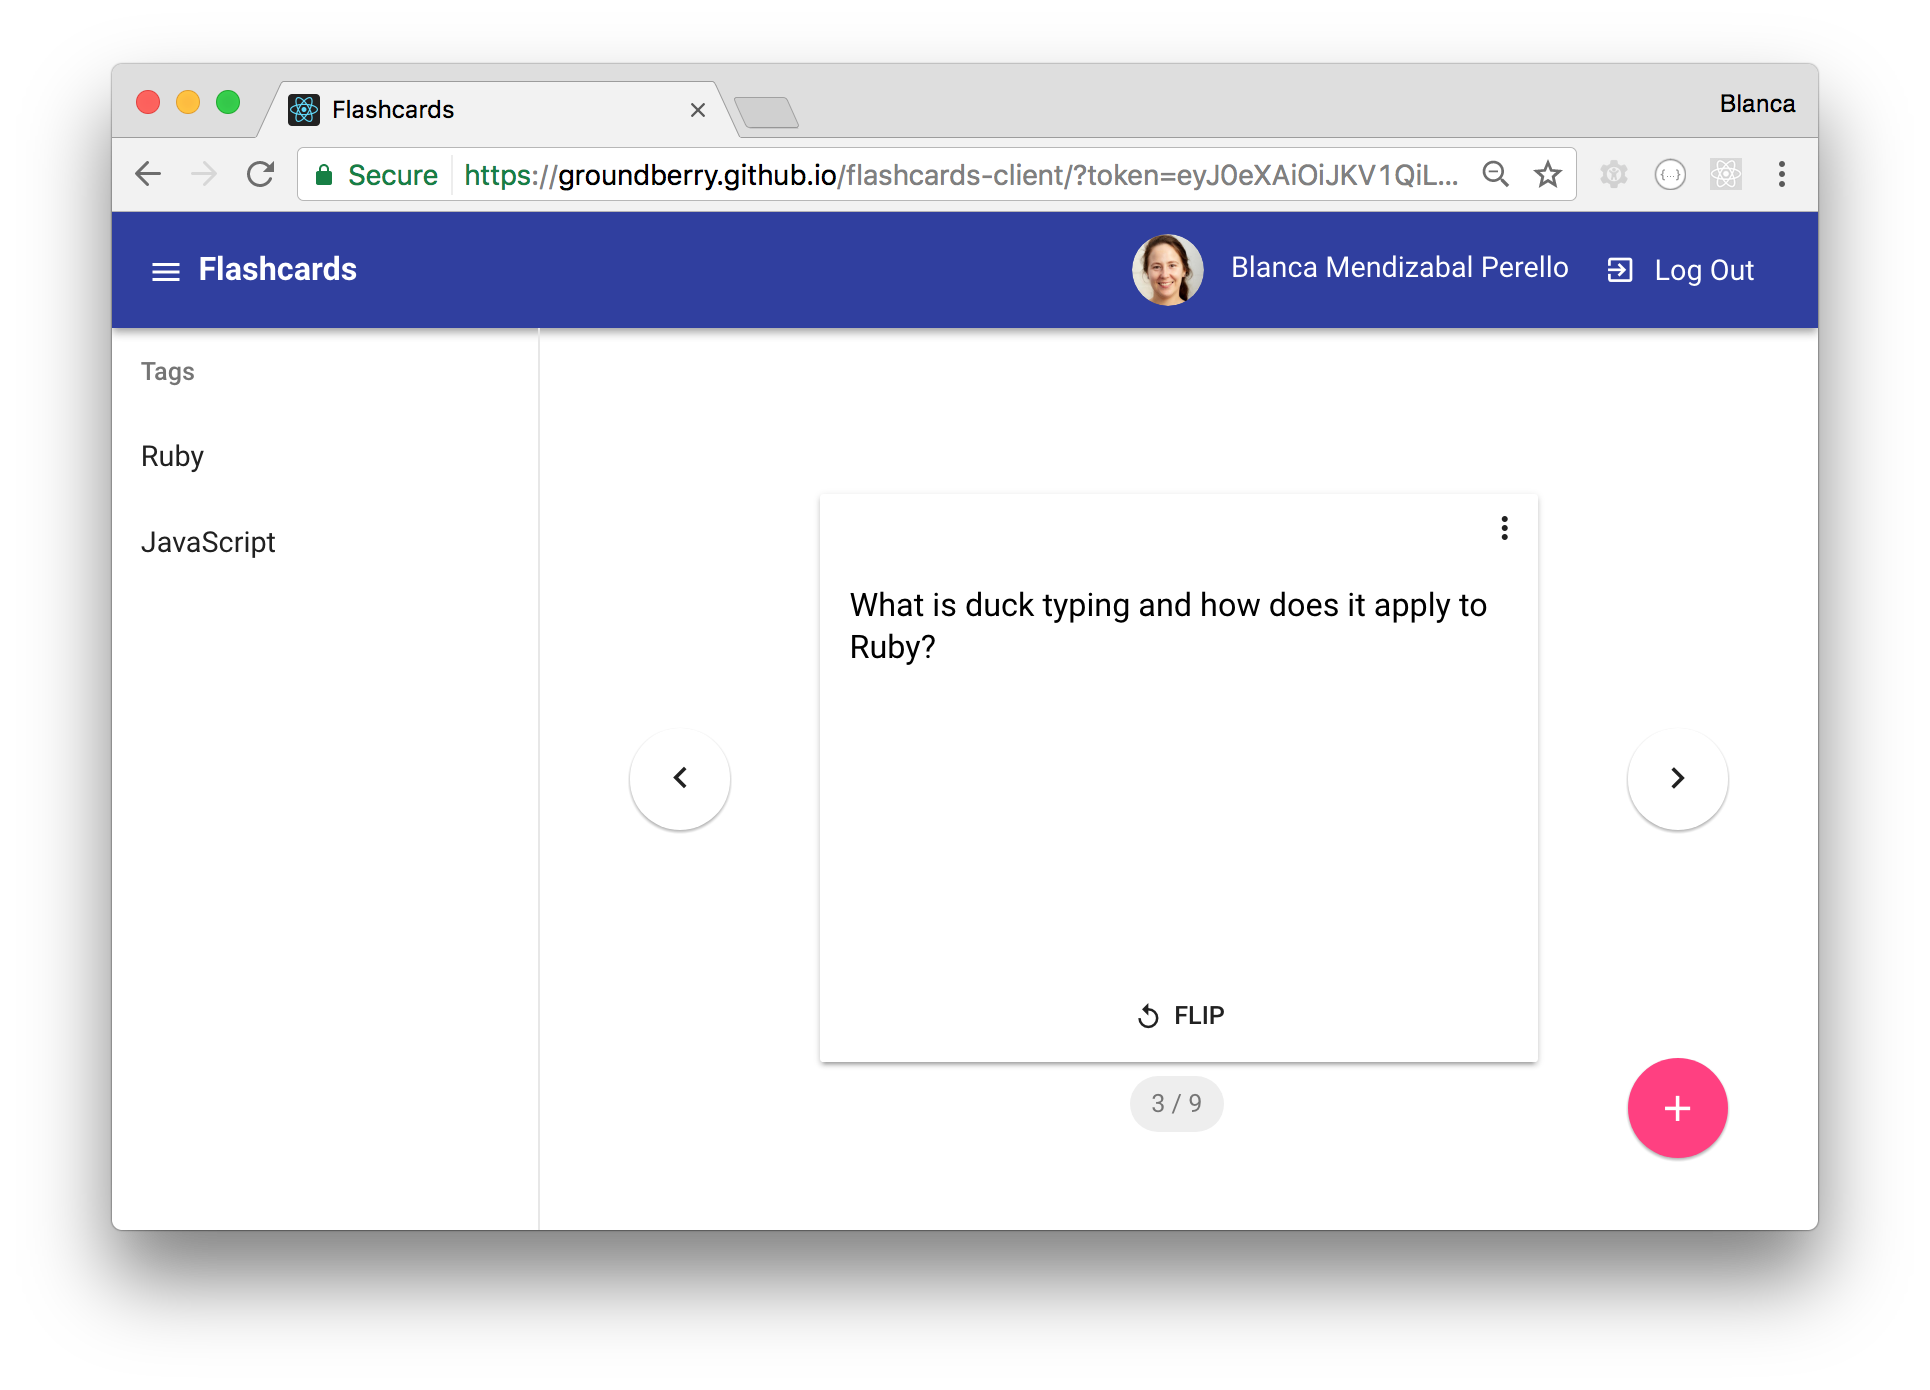 Flashcards
Blanca
Secure https://groundberry.github.io/flashcards-client/?token=eyJ0eXAiOiJKV1QiL...
{...}
Flashcards
Blanca Mendizabal Perello
Log Out
Tags
Ruby
JavaScript
What is duck typing and how does it apply to
Ruby?
FLIP
3 / 9